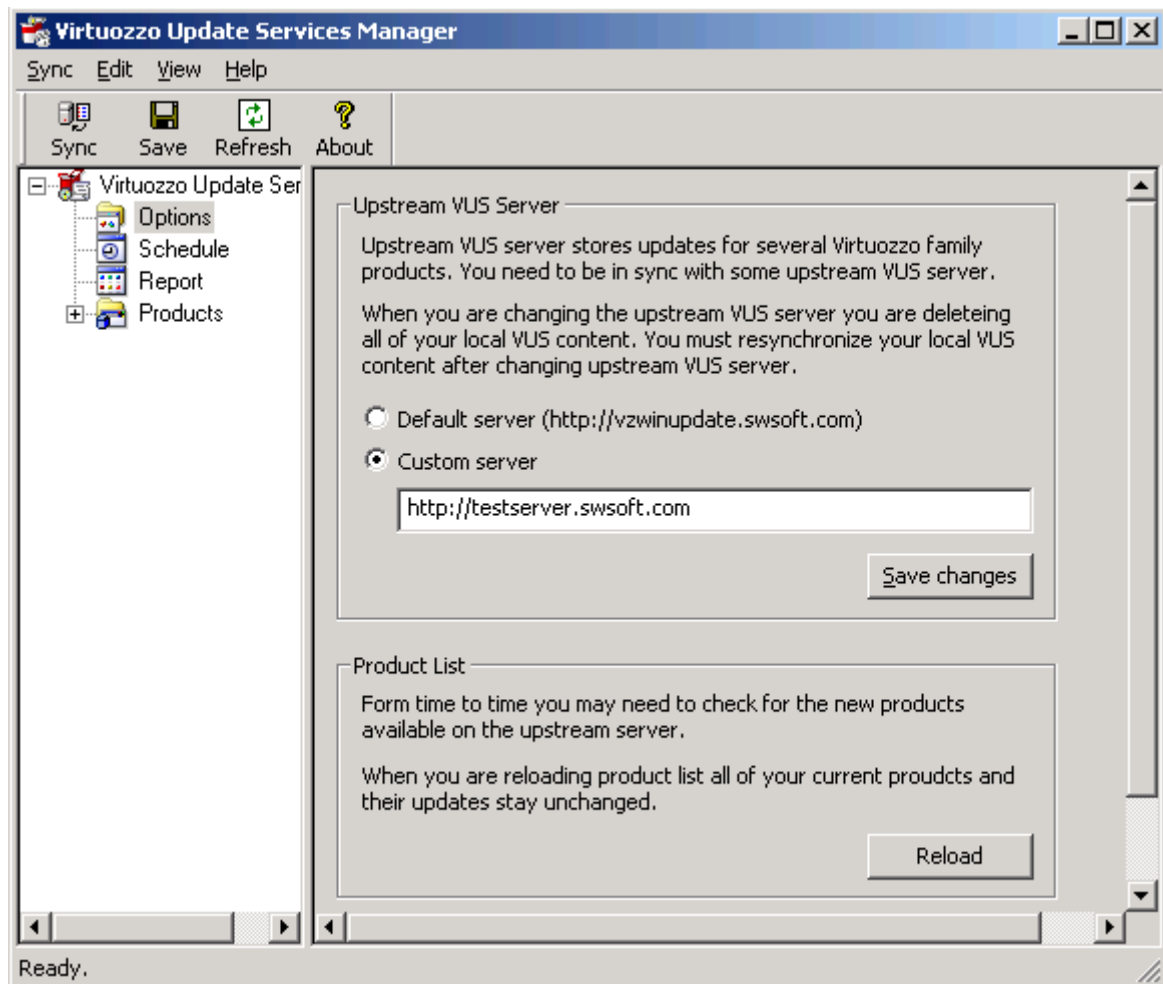 Virtuozzo Update Services Manager
Sync Edit View Help
Sync Save Refresh About
Virtuozzo Update Ser
Options
Schedule
Report
Products
Upstream VUS Server
Upstream VUS server stores updates for several Virtuozzo family
products. You need to be in sync with some upstream VUS server.
When you are changing the upstream VUS server you are deleteing
all of your local VUS content. You must resynchronize your local VUS
content after changing upstream VUS server.
Default server (http://vzwinupdate.swsoft.com)
Custom server
http://testserver.swsoft.com
Save changes
Product List
Form time to time you may need to check for the new products
available on the upstream server.
When you are reloading product list all of your current proudcts and
their updates stay unchanged.
Reload
Ready.